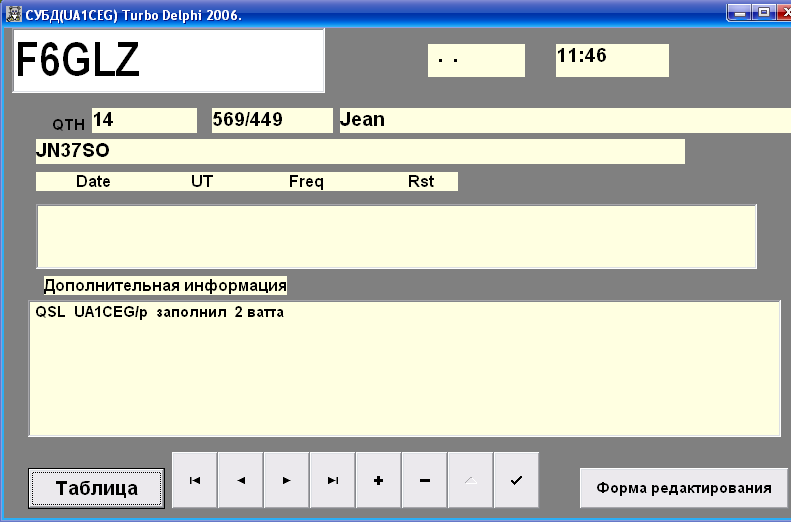 СУБД(UA1CEG) Turbo Delphi 2006.
F6GLZ
. . 11:46
QTH 14 569/449 Jean
JN37SO
Date UT Freq Rst
Дополнительная информация
QSL UA1CEG/p заполнил 2 ватта
Таблица
Форма редактирования